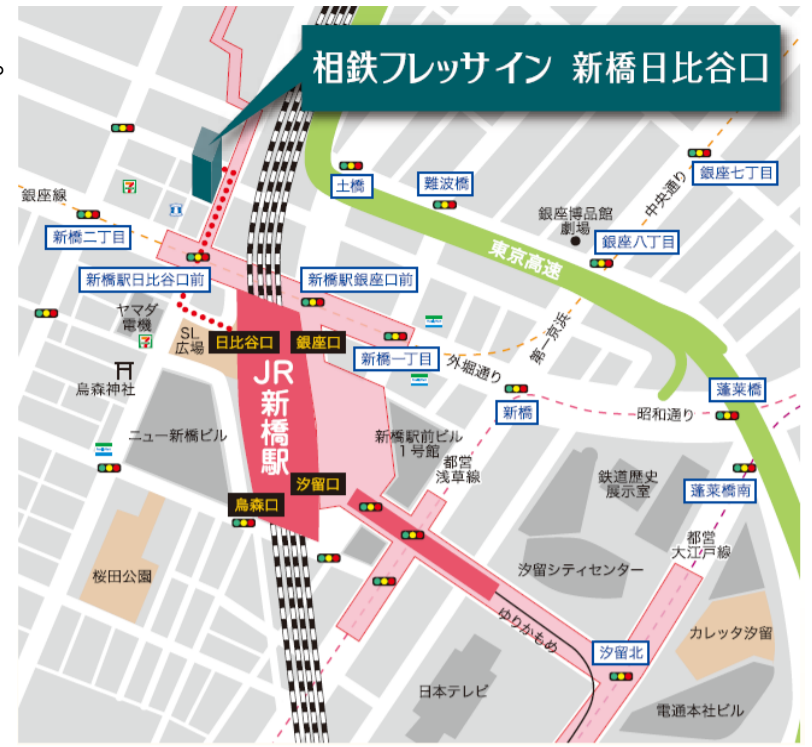 。
相鉄フレッサイン 新橋日比谷口
銀座線
新橋二丁目
土橋
難波橋
銀座博品館
劇場
中央通り
銀座七丁目
銀座八丁目
東京高速
新橋駅日比谷口前
新橋駅銀座口前
ヤマダ
電機
7
SL
広場
日比谷口
銀座口
新橋一丁目
外堀通り
第一京浜
烏森神社
JR
新橋駅
新橋
昭和通り
蓬莱橋
ニュー新橋ビル
新橋駅前ビル
1号館
都営
浅草線
汐留口
烏森口
鉄道歴史
展示室
蓬莱橋南
都営
大江戸線
桜田公園
汐留シティセンター
ゆりかもめ
カレッタ汐留
汐留北
日本テレビ
電通本社ビル